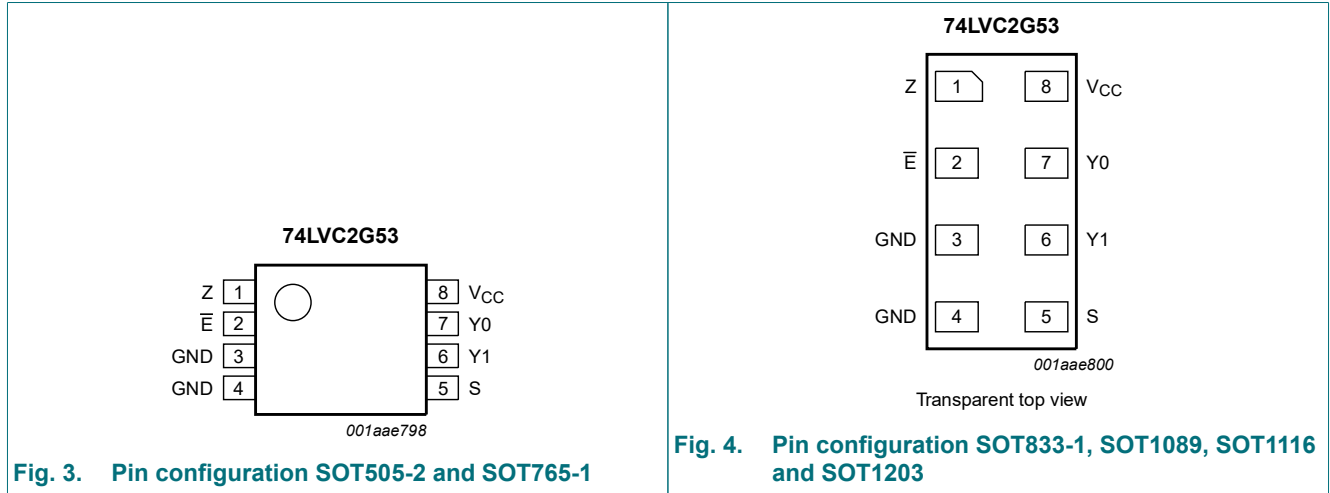 74LVC2G53
Z 1 8 VCC
E̅ 2 7 Y0
GND 3 6 Y1
GND 4 5 S
001aae798
Fig. 3. Pin configuration SOT505-2 and SOT765-1
74LVC2G53
Z 1 8 VCC
E̅ 2 7 Y0
GND 3 6 Y1
GND 4 5 S
001aae800
Transparent top view
Fig. 4. Pin configuration SOT833-1, SOT1089, SOT1116
and SOT1203